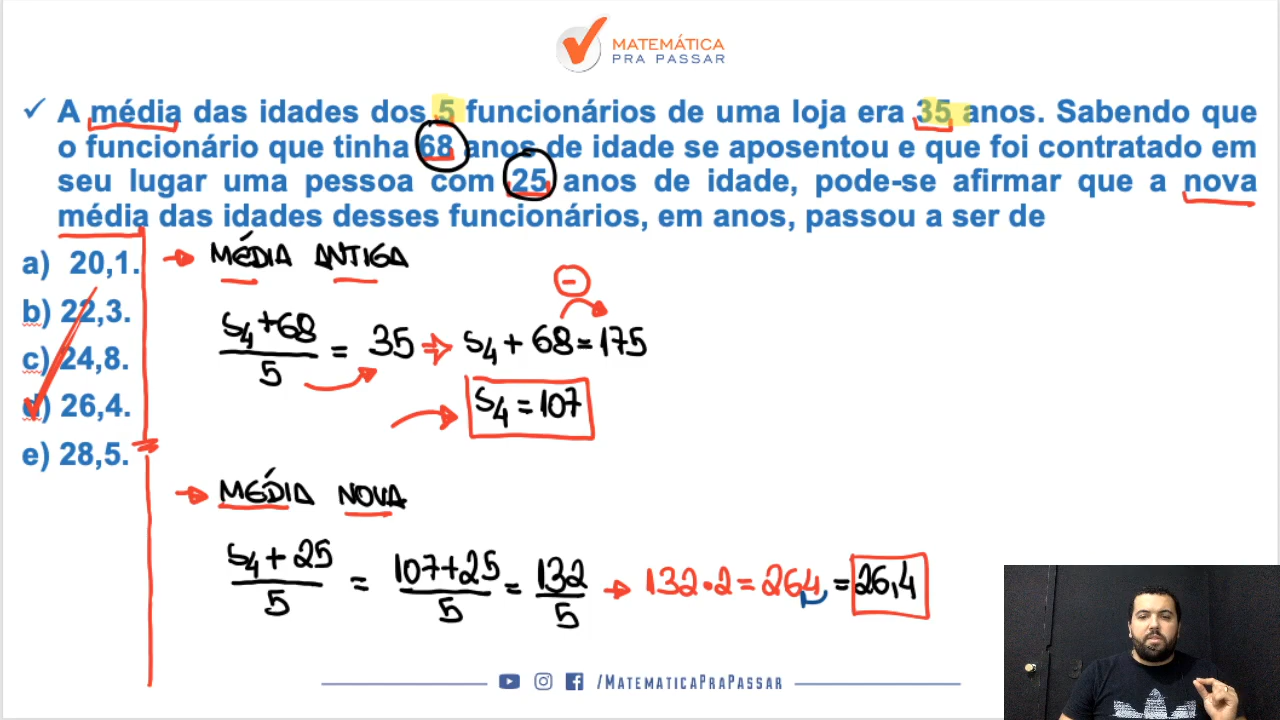 MATEMÁTICA
PRA PASSAR
✓ A média das idades dos 5 funcionários de uma loja era 35 anos. Sabendo que
o funcionário que tinha 68 anos de idade se aposentou e que foi contratado em
seu lugar uma pessoa com 25 anos de idade, pode-se afirmar que a nova
média das idades desses funcionários, em anos, passou a ser de
a) 20,1.
b) 22,3.
c) 24,8.
d) 26,4.
e) 28,5.
→ MÉDIA ANTIGA
(S4+68)/5 = 35 ⇒ S4 + 68 = 175
-
S4 = 107
→ MÉDIA NOVA
(S4+25)/5 = (107+25)/5 = 132/5 → 132·2 = 264 = 26,4
/MATEMATICAPRAPASSAR